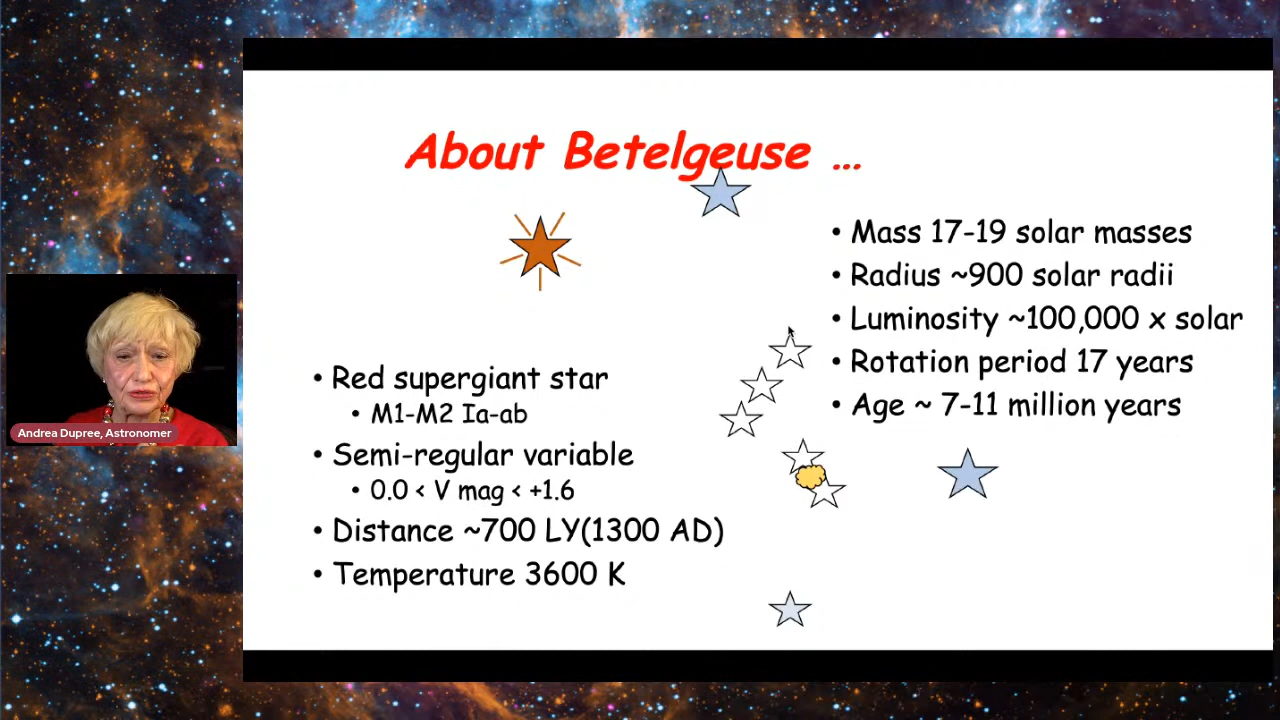 About Betelgeuse ...
• Red supergiant star
• M1-M2 Ia-ab
• Semi-regular variable
• 0.0 < V mag < +1.6
• Distance ~700 LY(1300 AD)
• Temperature 3600 K
• Mass 17-19 solar masses
• Radius ~900 solar radii
• Luminosity ~100,000 x solar
• Rotation period 17 years
• Age ~ 7-11 million years
Andrea Dupree, Astronomer